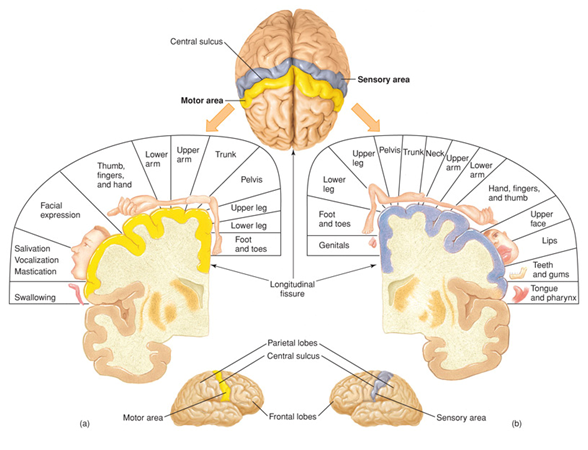 Central sulcus
Sensory area
Motor area
Lower
arm
Upper
arm
Trunk
Thumb,
fingers,
and hand
Pelvis
Facial
expression
Upper leg
Lower leg
Foot
and toes
Salivation
Vocalization
Mastication
Swallowing
Upper
leg
Pelvis
Trunk
Neck
Upper
arm
Lower
arm
Lower
leg
Hand, fingers,
and thumb
Foot
and toes
Upper
face
Genitals
Lips
Teeth
and gums
Tongue
and pharynx
Longitudinal
fissure
Parietal lobes
Central sulcus
Motor area
Frontal lobes
Sensory area
(a)
(b)